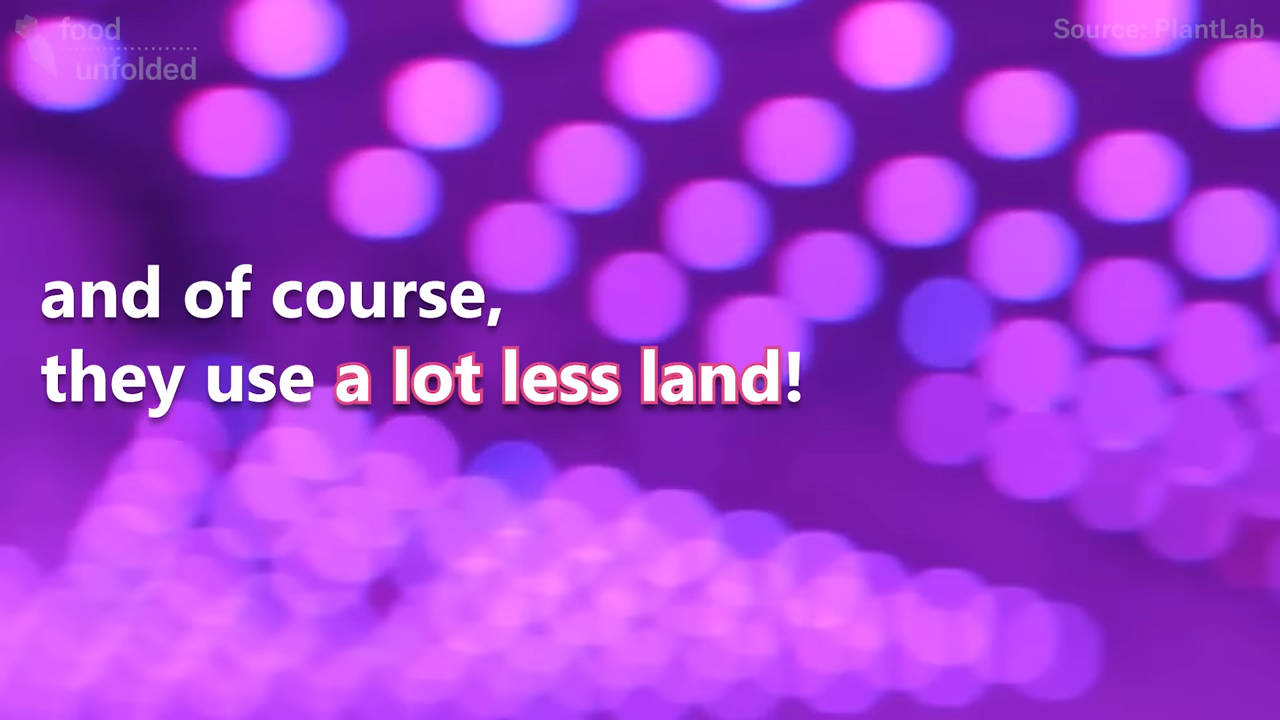 food
unfolded
Source: PlantLab
and of course,
they use a lot less land!